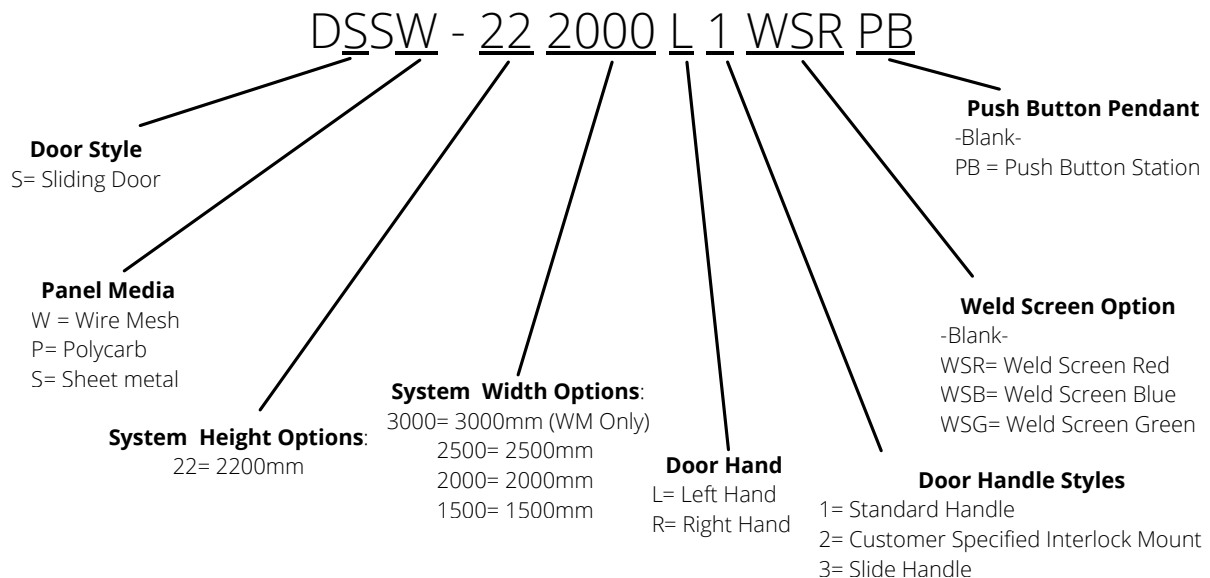 DSSW - 22 2000 L 1 WSR PB
Door Style
S= Sliding Door
Panel Media
W = Wire Mesh
P= Polycarb
S= Sheet metal
System Height Options:
22= 2200mm
System Width Options:
3000= 3000mm (WM Only)
2500= 2500mm
2000= 2000mm
1500= 1500mm
Door Hand
L= Left Hand
R= Right Hand
Door Handle Styles
1= Standard Handle
2= Customer Specified Interlock Mount
3= Slide Handle
Weld Screen Option
-Blank-
WSR= Weld Screen Red
WSB= Weld Screen Blue
WSG= Weld Screen Green
Push Button Pendant
-Blank-
PB = Push Button Station